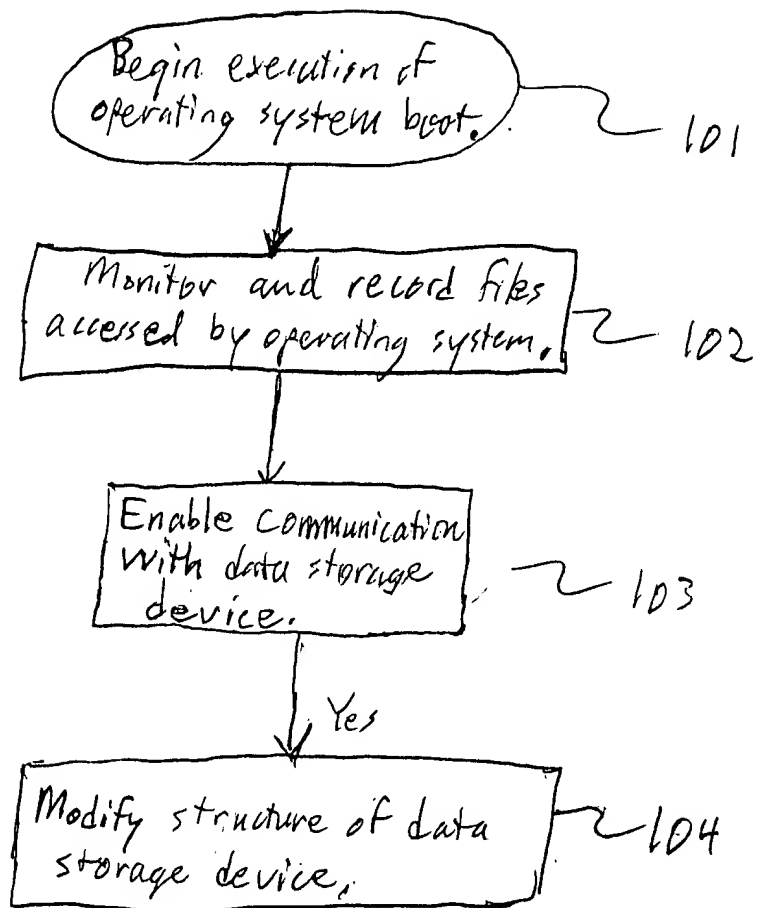 Begin execution of
operating system boot.
101
Monitor and record files
accessed by operating system.
102
Enable communication
with data storage
device.
103
Yes
Modify structure of data
storage device.
104